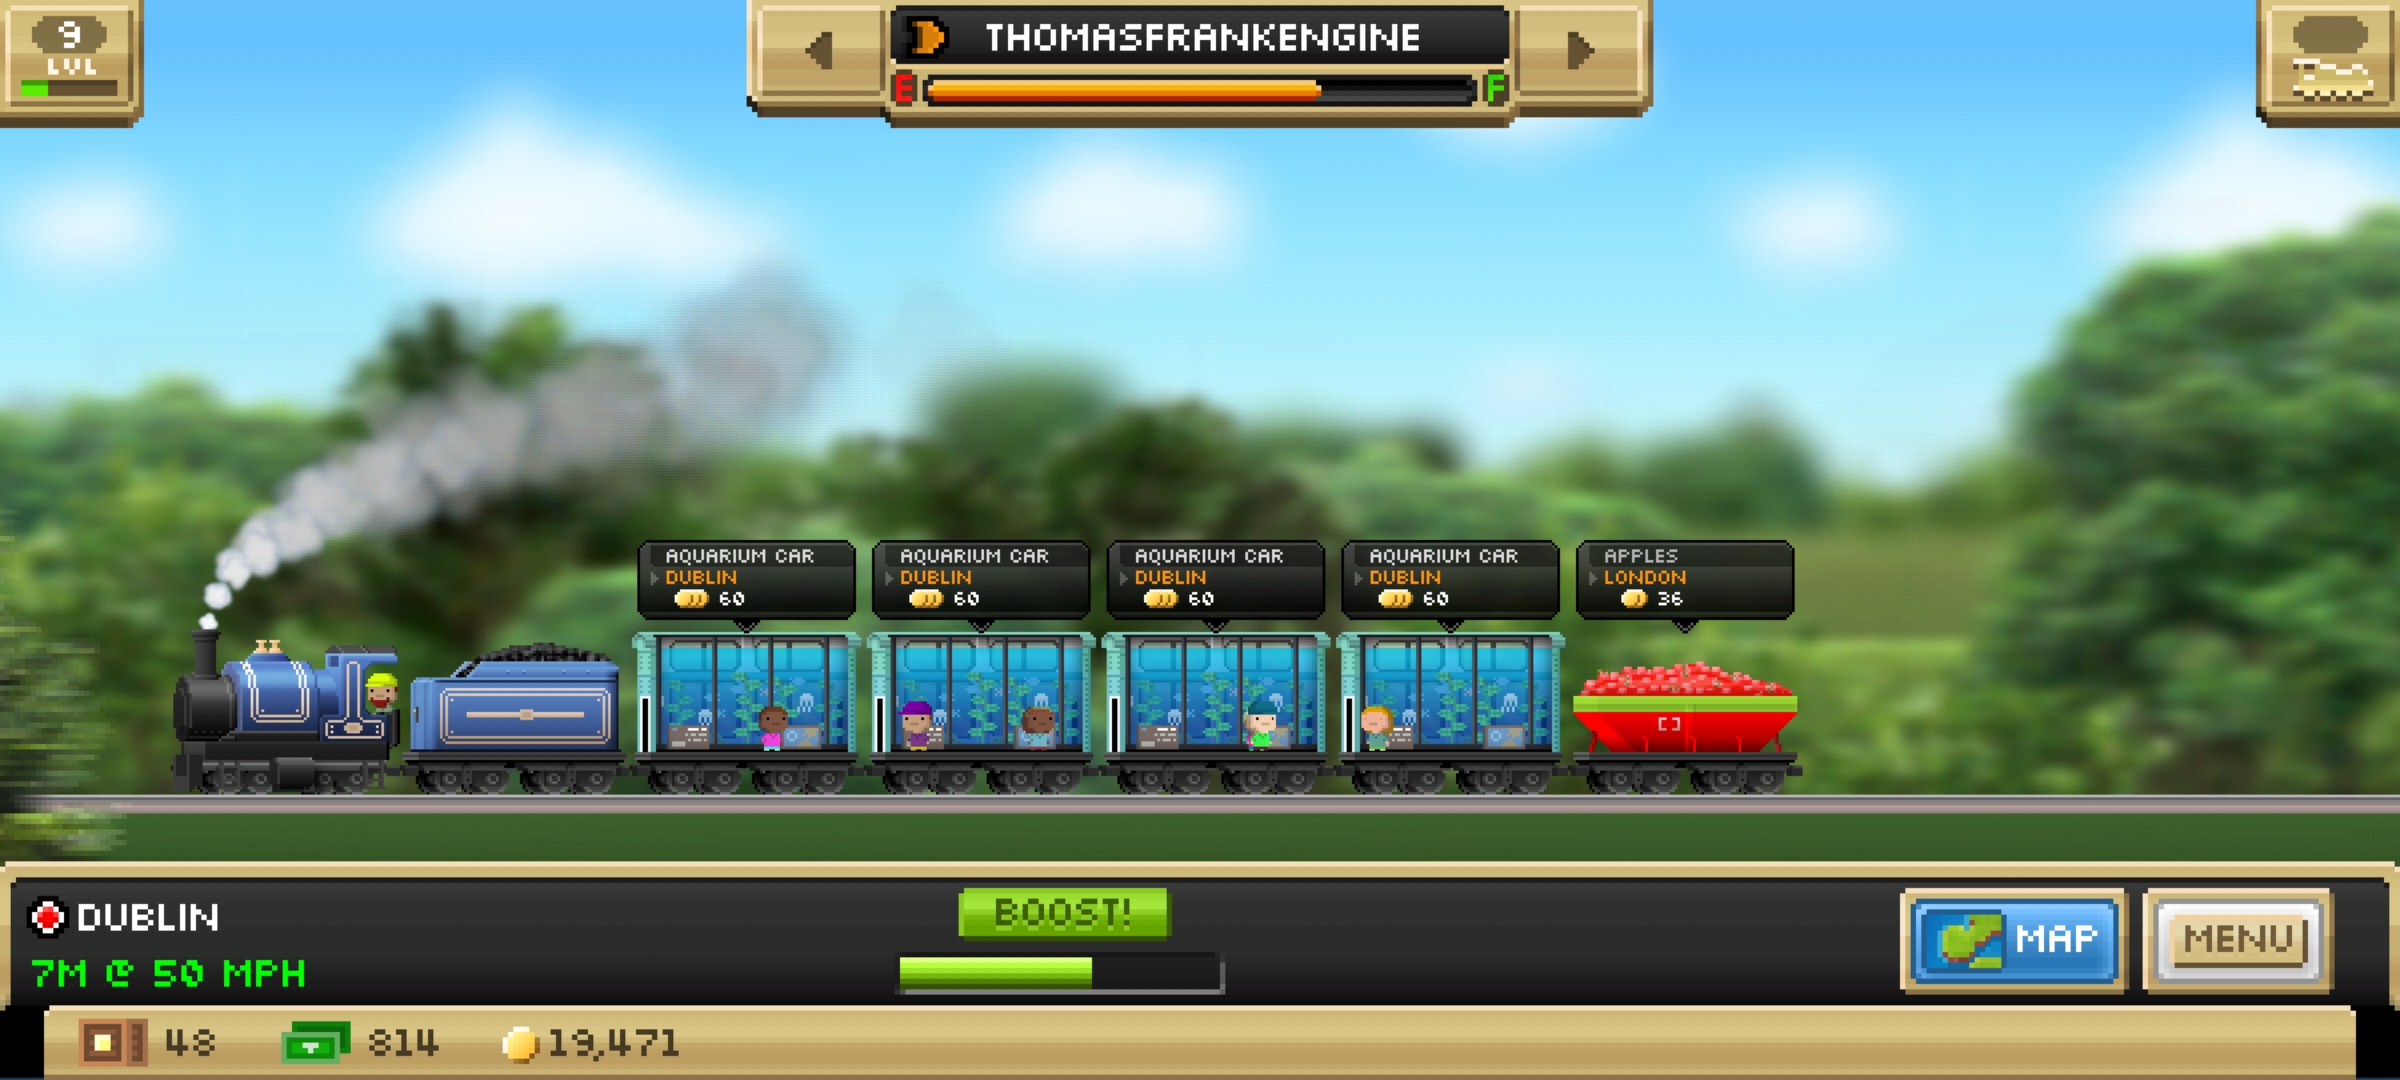 9
LVL
THOMASFRANKENGINE
E F
AQUARIUM CAR
DUBLIN
60
AQUARIUM CAR
DUBLIN
60
AQUARIUM CAR
DUBLIN
60
AQUARIUM CAR
DUBLIN
60
APPLES
LONDON
36
DUBLIN
7M @ 50 MPH
BOOST!
MAP
MENU
48
814
19,471